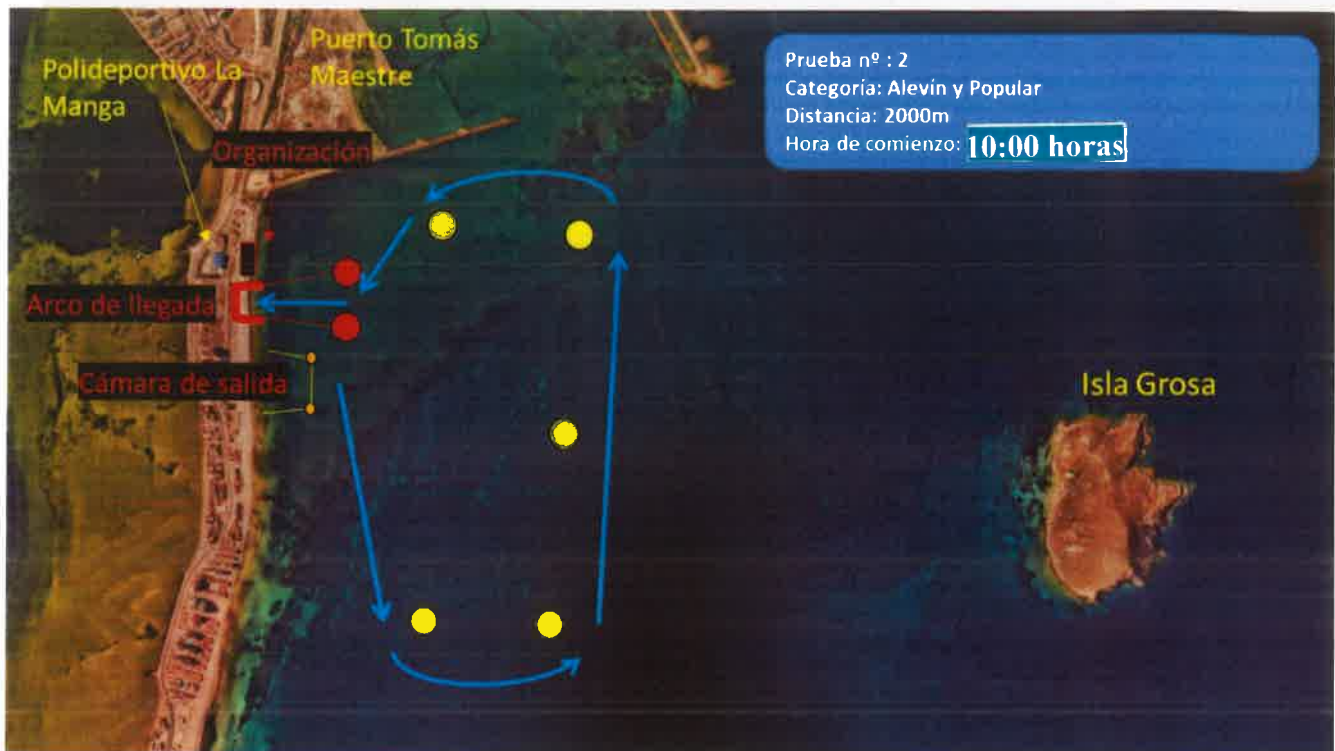 Puerto Tomás
Maestre
Polideportivo La
Manga
Organización
Prueba nº : 2
Categoría: Alevín y Popular
Distancia: 2000m
Hora de comienzo: 10:00 horas
Arco de llegada
Cámara de salida
Isla Grosa